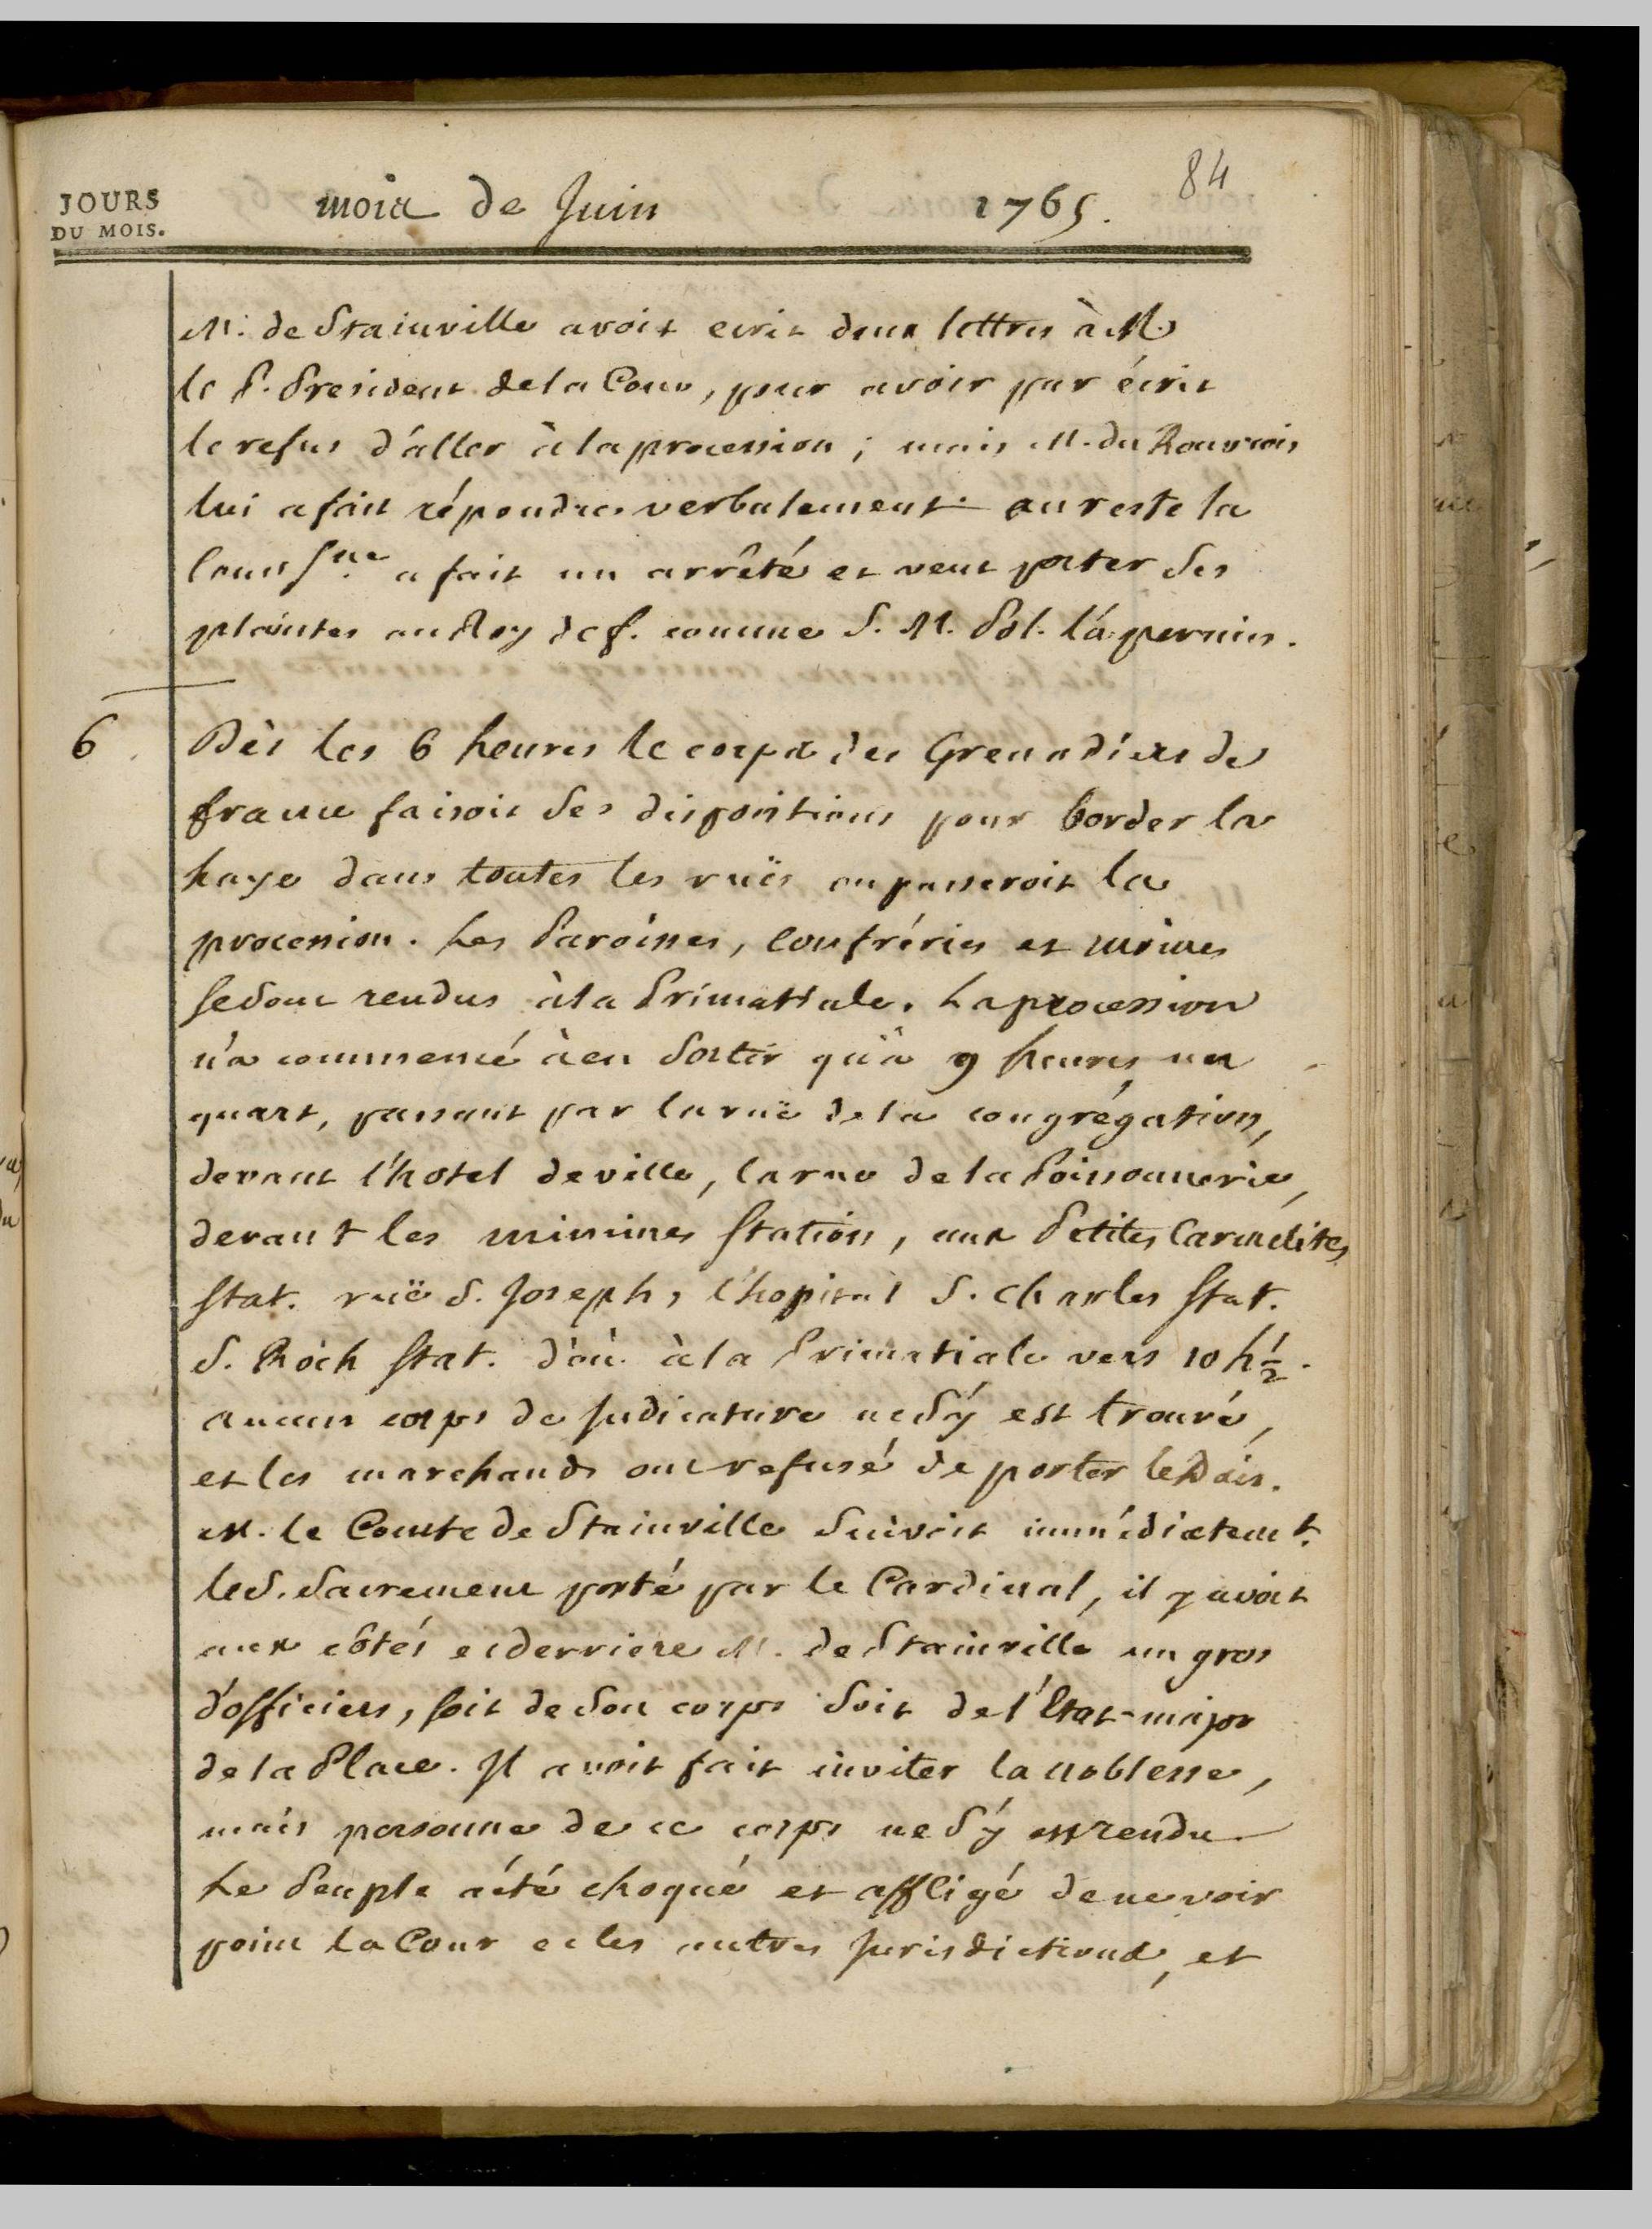 84
JOURS
DU MOIS.
mois de Juin 1765.
M. de Stainville avoit ecrit deux lettres à M.
le P. President de la Cour, pour avoir par écrit
le refus d'aller à la procession ; mais M. du Rouvrois
lui a fait répondre verbalement. au reste la
Cour Sne a fait un arrêté et veut porter ses
plaintes au Roy de f. comme S. M. Pol. l'a permis.
6 Dès les 6 heures le corps des Grenadiers de
france faisoit ses dispositions pour border la
haye dans toutes les ruës ou passeroit la
procession. Les Paroisses, Confréries et moines
se sont rendus à la Primatiale. La procession
n'a commencé à en sortir qu'à 9 heures un
quart, passant par la ruë de la congrégation,
devant l'hotel de ville, la rue de la Poissonnerie,
devant les minimes Station, aux Petites Carmelites
Stat. ruë S. Joseph, l'hopital S. Charles Stat.
S. Roch Stat. d'où à la Primatiale vers 10 h 1/2.
aucun corps de Judicature ne s'y est trouvé,
et les marchands ont refusé de porter le Dais.
M. le Comte de Stainville suivoit immédiatemt.
le S. Sacrement porté par le Cardinal, il y avoit
aux côtés et derriere M. de Stainville un gros
d'officiers, soit de son corps soit de l'Etat-major
de la Place. Il avoit fait inviter la noblesse,
mais personne de ce corps ne s'y est rendu
Le Peuple a été choqué et affligé de ne voir
point la Cour et les autres Jurisdictions, et